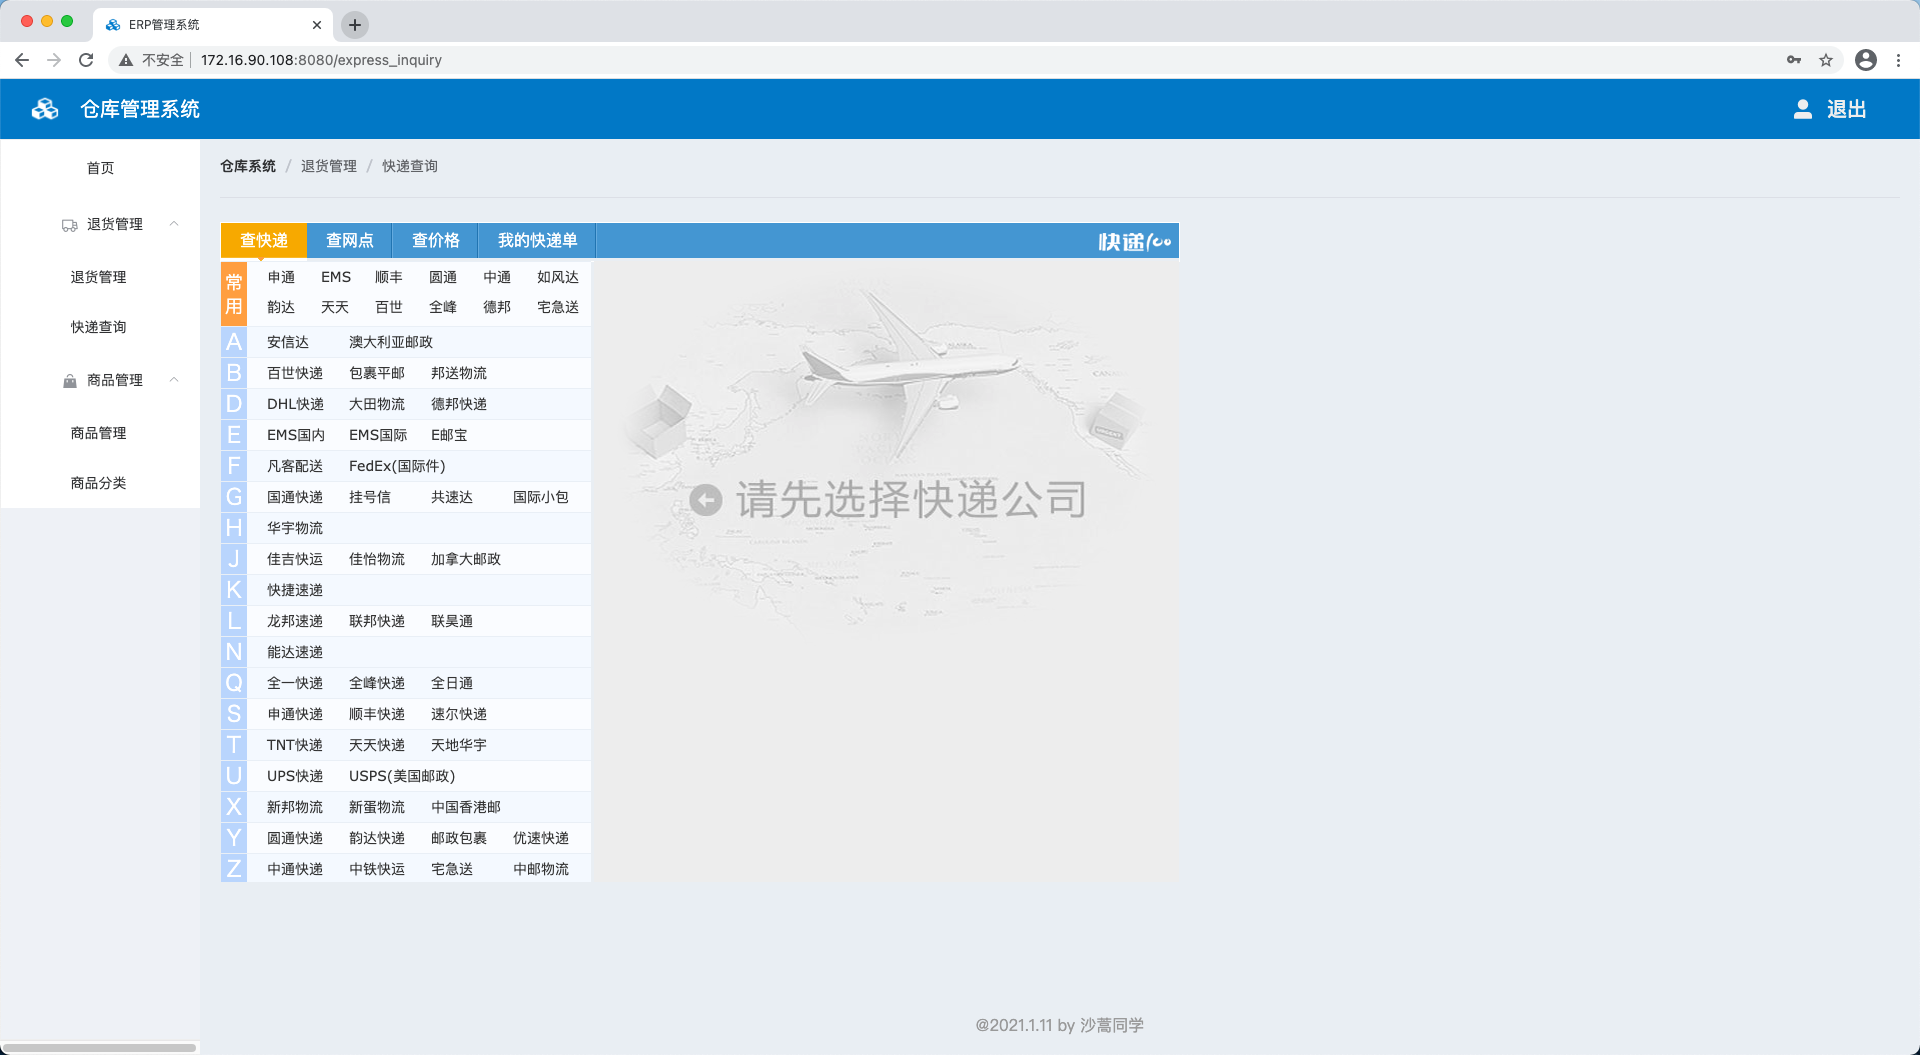 ERP管理系统
不安全 172.16.90.108:8080/express_inquiry
仓库管理系统
退出
首页
退货管理
退货管理
快递查询
商品管理
商品管理
商品分类
仓库系统 / 退货管理 / 快递查询
查快递 查网点 查价格 我的快递单 快递100
常用
申通 EMS 顺丰 圆通 中通 如风达
韵达 天天 百世 全峰 德邦 宅急送
A 安信达 澳大利亚邮政
B 百世快递 包裹平邮 邦送物流
D DHL快递 大田物流 德邦快递
E EMS国内 EMS国际 E邮宝
F 凡客配送 FedEx(国际件)
G 国通快递 挂号信 共速达 国际小包
H 华宇物流
J 佳吉快运 佳怡物流 加拿大邮政
K 快捷速递
L 龙邦速递 联邦快递 联昊通
N 能达速递
Q 全一快递 全峰快递 全日通
S 申通快递 顺丰快递 速尔快递
T TNT快递 天天快递 天地华宇
U UPS快递 USPS(美国邮政)
X 新邦物流 新蛋物流 中国香港邮
Y 圆通快递 韵达快递 邮政包裹 优速快递
Z 中通快递 中铁快运 宅急送 中邮物流
请先选择快递公司
@2021.1.11 by 沙蒿同学